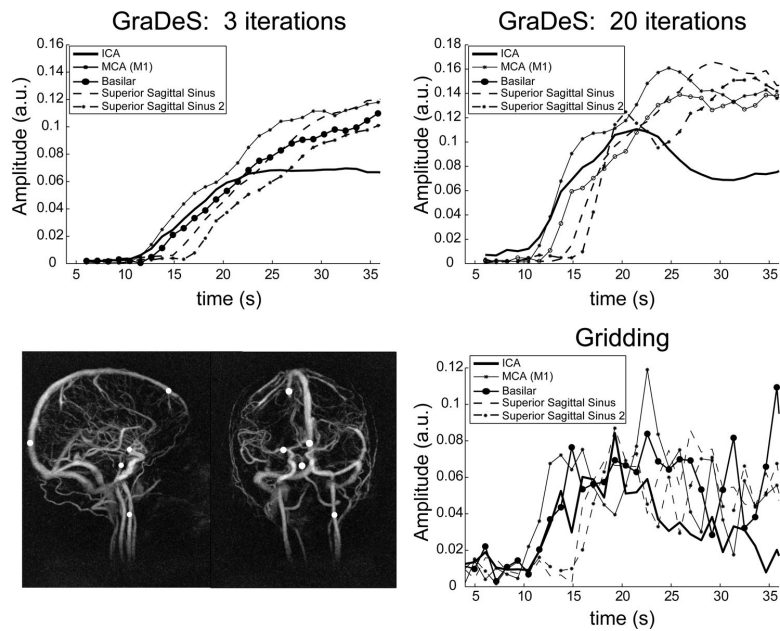 GraDeS: 3 iterations
0.16
0.14
0.12
0.1
0.08
0.06
0.04
0.02
0
Amplitude (a.u.)
ICA
MCA (M1)
Basilar
Superior Sagittal Sinus
Superior Sagittal Sinus 2
5 10 15 20 25 30 35
time (s)
GraDeS: 20 iterations
0.18
0.16
0.14
0.12
0.1
0.08
0.06
0.04
0.02
0
Amplitude (a.u.)
ICA
MCA (M1)
Basilar
Superior Sagittal Sinus
Superior Sagittal Sinus 2
5 10 15 20 25 30 35
time (s)
Gridding
0.12
0.1
0.08
0.06
0.04
0.02
0
Amplitude (a.u.)
ICA
MCA (M1)
Basilar
Superior Sagittal Sinus
Superior Sagittal Sinus 2
5 10 15 20 25 30 35
time (s)